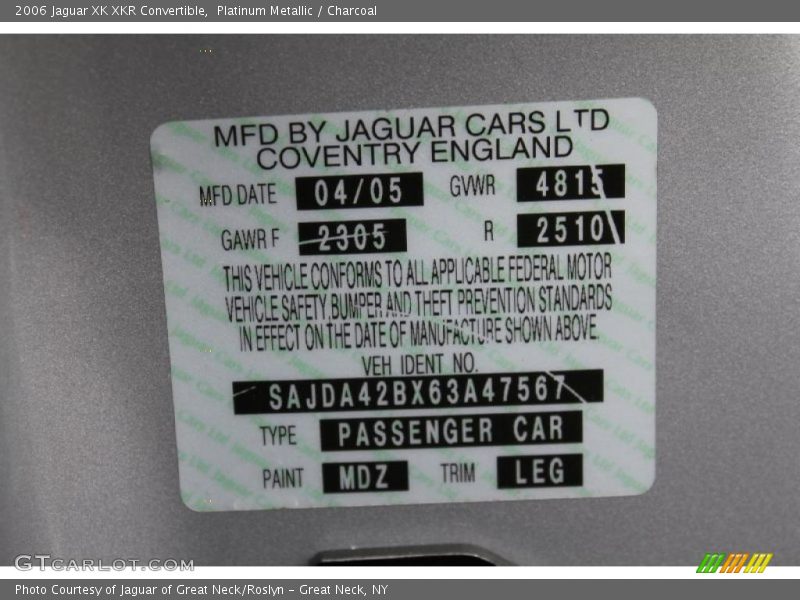 2006 Jaguar XK XKR Convertible, Platinum Metallic / Charcoal
MFD BY JAGUAR CARS LTD
COVENTRY ENGLAND
MFD DATE 04/05 GVWR 4815
GAWR F 2305 R 2510
THIS VEHICLE CONFORMS TO ALL APPLICABLE FEDERAL MOTOR
VEHICLE SAFETY, BUMPER AND THEFT PREVENTION STANDARDS
IN EFFECT ON THE DATE OF MANUFACTURE SHOWN ABOVE.
VEH IDENT NO.
SAJDA42BX63A47567
TYPE PASSENGER CAR
PAINT MDZ TRIM LEG
GTCARLOT.COM
Photo Courtesy of Jaguar of Great Neck/Roslyn – Great Neck, NY